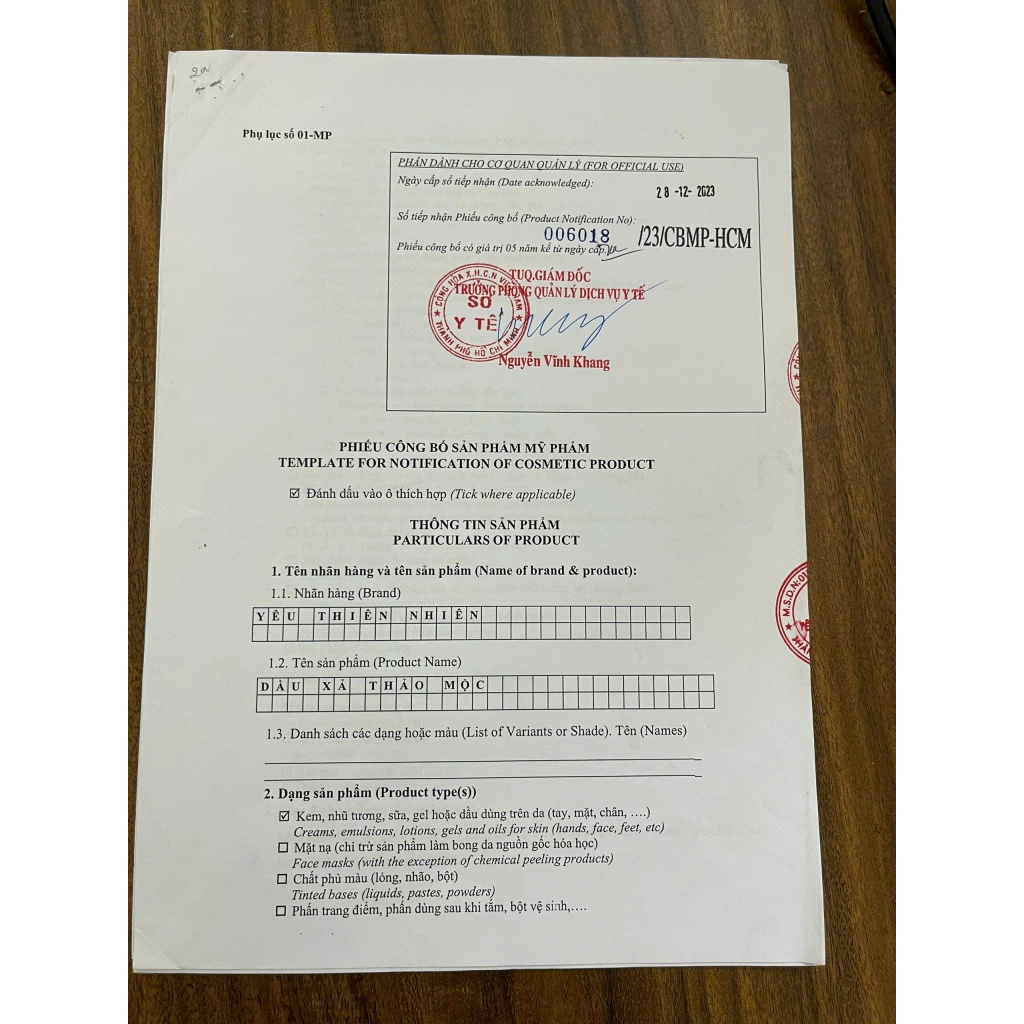 2a
Phụ lục số 01-MP
PHẦN DÀNH CHO CƠ QUAN QUẢN LÝ (FOR OFFICIAL USE)
Ngày cấp số tiếp nhận (Date acknowledged):
28 -12- 2023
Số tiếp nhận Phiếu công bố (Product Notification No):
006018 /23/CBMP-HCM
Phiếu công bố có giá trị 05 năm kể từ ngày cấp.
TUQ.GIÁM ĐỐC
TRƯỞNG PHÒNG QUẢN LÝ DỊCH VỤ Y TẾ
CỘNG HÒA X.H.C.N VIỆT NAM
SỞ
Y TẾ
THÀNH PHỐ HỒ CHÍ MINH
Nguyễn Vĩnh Khang
PHIẾU CÔNG BỐ SẢN PHẨM MỸ PHẨM
TEMPLATE FOR NOTIFICATION OF COSMETIC PRODUCT
☑ Đánh dấu vào ô thích hợp (Tick where applicable)
THÔNG TIN SẢN PHẨM
PARTICULARS OF PRODUCT
1. Tên nhãn hàng và tên sản phẩm (Name of brand & product):
1.1. Nhãn hàng (Brand)
YÊU THIÊN NHIÊN
M.S.D.N:01
1.2. Tên sản phẩm (Product Name)
DẦU XẢ THẢO MỘC
1.3. Danh sách các dạng hoặc màu (List of Variants or Shade). Tên (Names)
2. Dạng sản phẩm (Product type(s))
☑ Kem, nhũ tương, sữa, gel hoặc dầu dùng trên da (tay, mặt, chân, ….)
Creams, emulsions, lotions, gels and oils for skin (hands, face, feet, etc)
☐ Mặt nạ (chỉ trừ sản phẩm làm bong da nguồn gốc hóa học)
Face masks (with the exception of chemical peeling products)
☐ Chất phủ màu (lỏng, nhão, bột)
Tinted bases (liquids, pastes, powders)
☐ Phấn trang điểm, phấn dùng sau khi tắm, bột vệ sinh,….